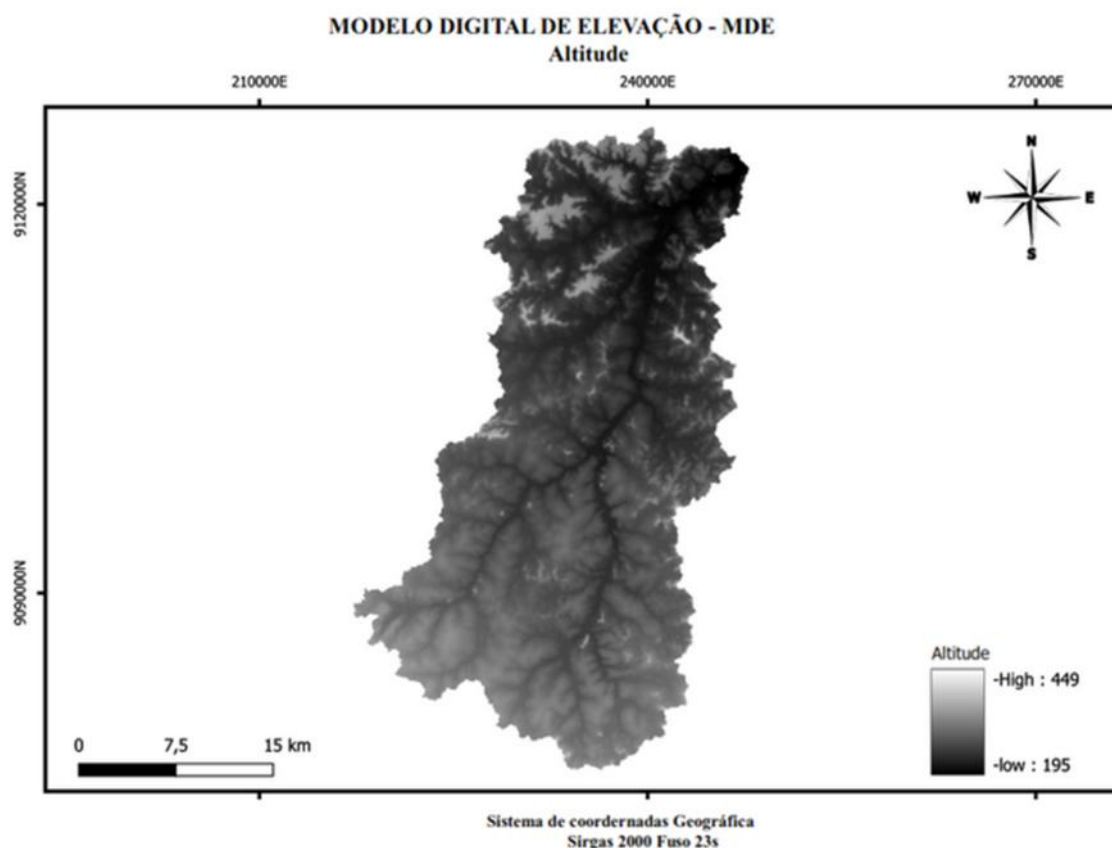 MODELO DIGITAL DE ELEVAÇÃO - MDE
Altitude
210000E
240000E
270000E
9120000N
9090000N
N
W
E
S
Altitude
-High : 449
-low : 195
0
7,5
15 km
Sistema de coordernadas Geográfica
Sirgas 2000 Fuso 23s